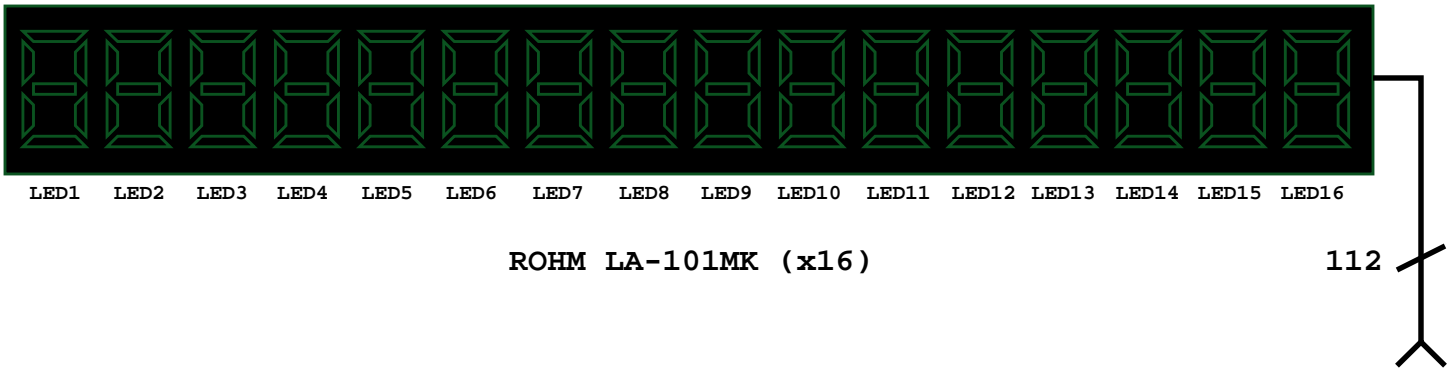 LED1 LED2 LED3 LED4 LED5 LED6 LED7 LED8 LED9 LED10 LED11 LED12 LED13 LED14 LED15 LED16
ROHM LA-101MK (x16) 112